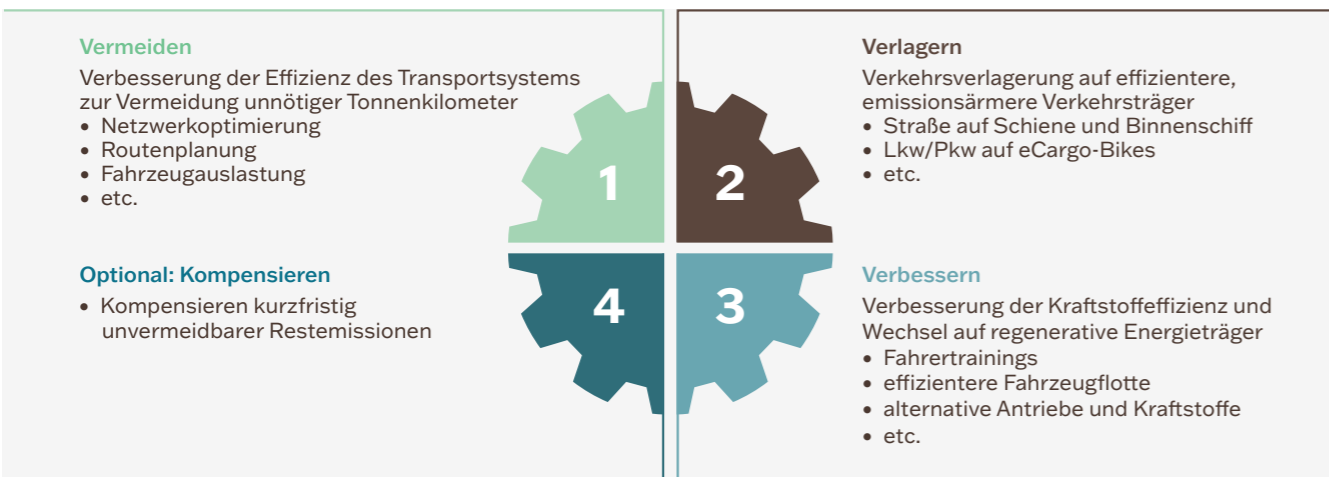 Vermeiden
Verbesserung der Effizienz des Transportsystems
zur Vermeidung unnötiger Tonnenkilometer
• Netzwerkoptimierung
• Routenplanung
• Fahrzeugauslastung
• etc.
1
2
Verlagern
Verkehrsverlagerung auf effizientere,
emissionsärmere Verkehrsträger
• Straße auf Schiene und Binnenschiff
• Lkw/Pkw auf eCargo-Bikes
• etc.
Optional: Kompensieren
• Kompensieren kurzfristig
unvermeidbarer Restemissionen
4
3
Verbessern
Verbesserung der Kraftstoffeffizienz und
Wechsel auf regenerative Energieträger
• Fahrertrainings
• effizientere Fahrzeugflotte
• alternative Antriebe und Kraftstoffe
• etc.